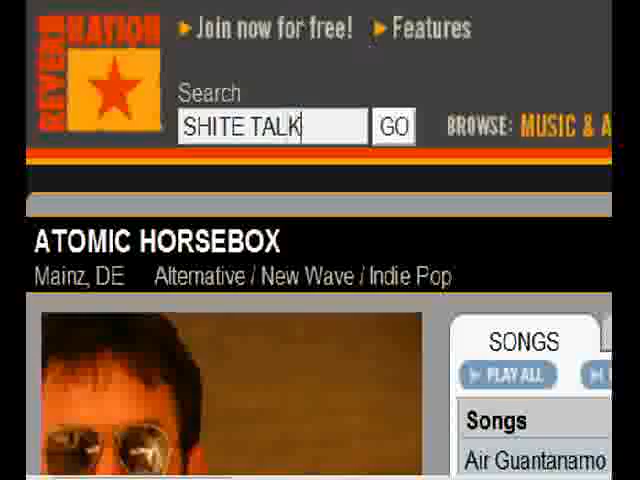 REVERB
NATION
Join now for free! Features
Search
SHITE TALK GO
BROWSE: MUSIC & A
ATOMIC HORSEBOX
Mainz, DE Alternative / New Wave / Indie Pop
SONGS
PLAY ALL
Songs
Air Guantanamo